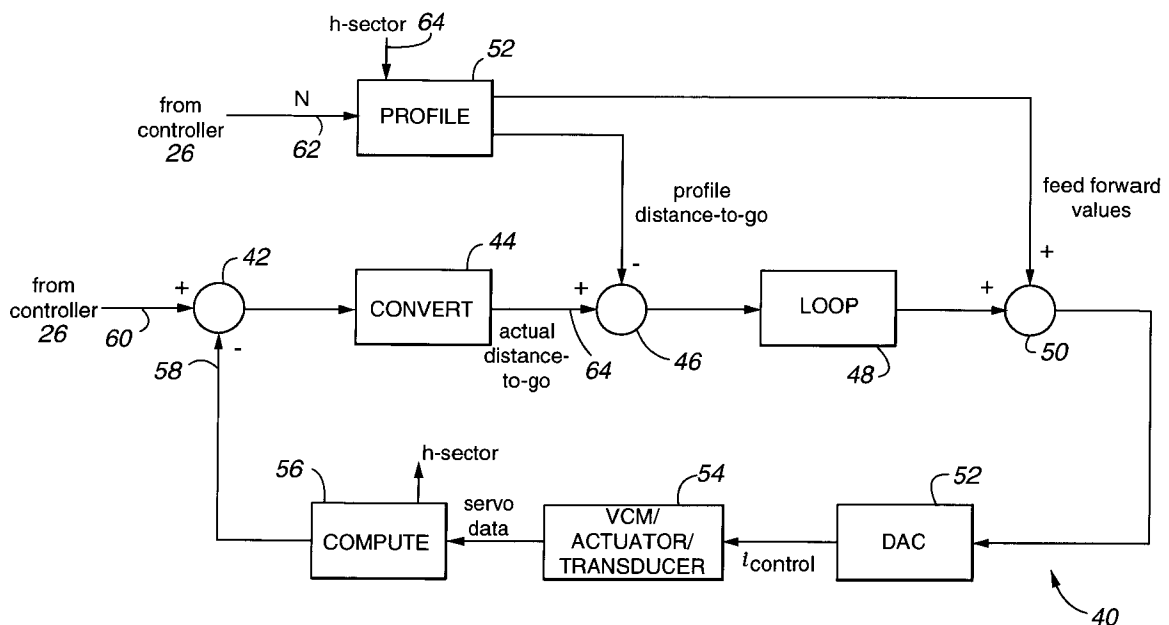 h-sector 64
52
from
controller
26
N
62
PROFILE
profile
distance-to-go
feed forward
values
from
controller
26
+
60
42
-
58
44
CONVERT
actual
distance-
to-go
+
64
-
46
LOOP
48
+
+
50
h-sector
56
COMPUTE
servo
data
54
VCM/
ACTUATOR/
TRANSDUCER
icontrol
52
DAC
40